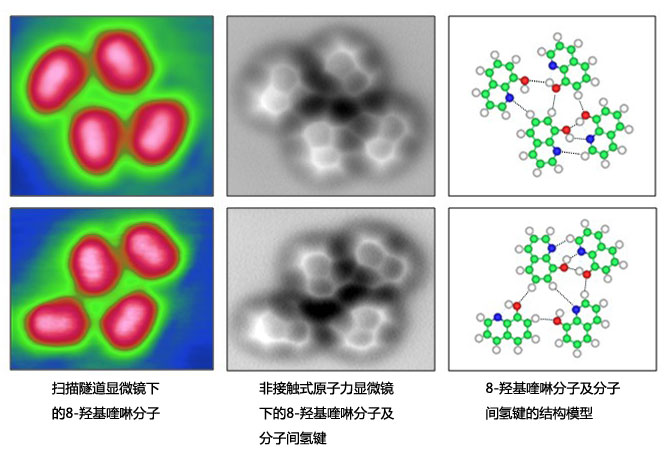 扫描隧道显微镜下
的8-羟基喹啉分子
非接触式原子力显微镜
下的8-羟基喹啉分子及
分子间氢键
8-羟基喹啉分子及分子
间氢键的结构模型